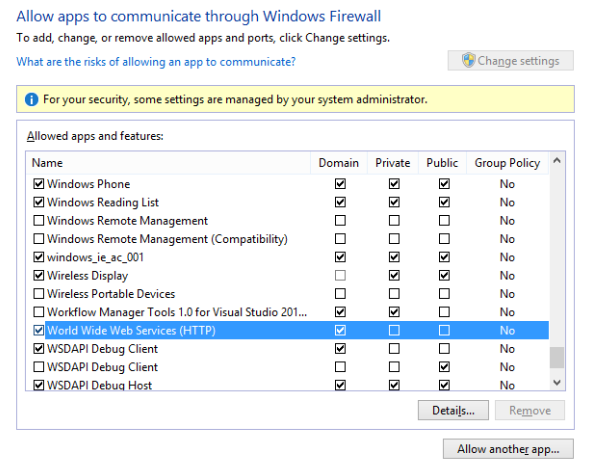 Allow apps to communicate through Windows Firewall
To add, change, or remove allowed apps and ports, click Change settings.
What are the risks of allowing an app to communicate?
Change settings
For your security, some settings are managed by your system administrator.
Allowed apps and features:
Name Domain Private Public Group Policy
Windows Phone No
Windows Reading List No
Windows Remote Management No
Windows Remote Management (Compatibility) No
windows_ie_ac_001 No
Wireless Display No
Wireless Portable Devices No
Workflow Manager Tools 1.0 for Visual Studio 201... No
World Wide Web Services (HTTP) No
WSDAPI Debug Client No
WSDAPI Debug Client No
WSDAPI Debug Host No
Details... Remove
Allow another app...